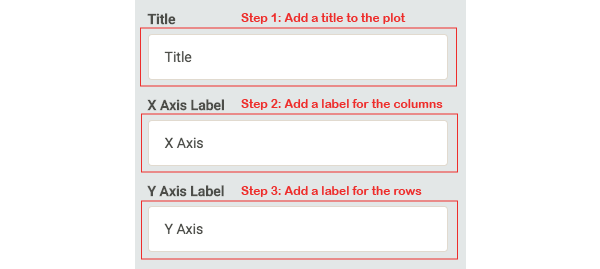 Title Step 1: Add a title to the plot
Title
X Axis Label Step 2: Add a label for the columns
X Axis
Y Axis Label Step 3: Add a label for the rows
Y Axis